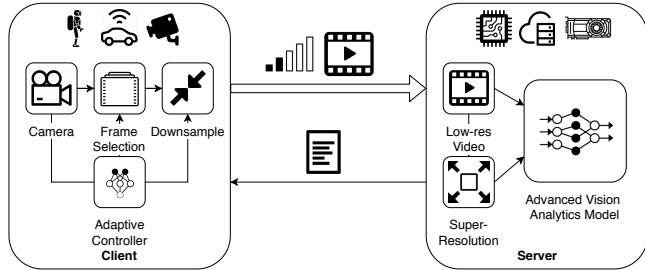 Camera
Frame
Selection
Downsample
Adaptive
Controller
Client
Low-res
Video
Super-
Resolution
Advanced Vision
Analytics Model
Server